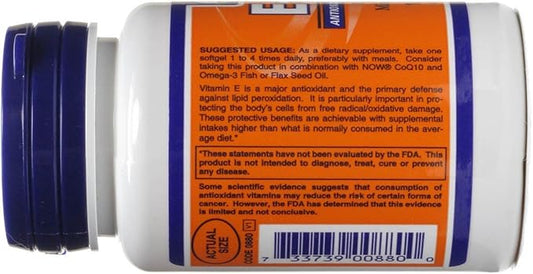 E
ANTIOXID
SUGGESTED USAGE: As a dietary supplement, take one
softgel 1 to 4 times daily, preferably with meals. Consider
taking this product in combination with NOW® CoQ10 and
Omega-3 Fish or Flax Seed Oil.
Vitamin E is a major antioxidant and the primary defense
against lipid peroxidation. It is particularly important in pro-
tecting the body's cells from free radical/oxidative damage.
These protective benefits are achievable with supplemental
intakes higher than what is normally consumed in the aver-
age diet.*
*These statements have not been evaluated by the FDA. This
product is not intended to diagnose, treat, cure or prevent
any disease.
Some scientific evidence suggests that consumption of
antioxidant vitamins may reduce the risk of certain forms of
cancer. However, the FDA has determined that this evidence
is limited and not conclusive.
ACTUAL
SIZE
CODE 0880 V1
7 33739 00880 0